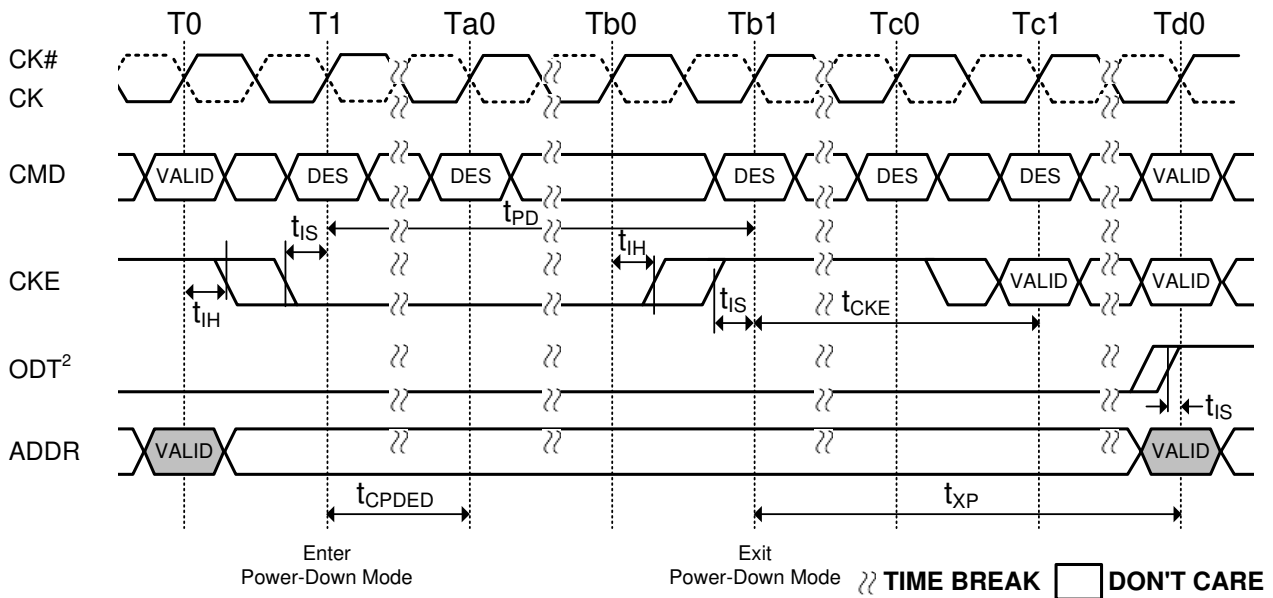 T0 T1 Ta0 Tb0 Tb1 Tc0 Tc1 Td0
CK#
CK
CMD VALID DES DES DES DES DES VALID
tPD
tIS
tIH
CKE VALID VALID
tIH
tIS
tCKE
ODT2
tIS
ADDR VALID VALID
tCPDED tXP
Enter
Power-Down Mode
Exit
Power-Down Mode
TIME BREAK DON'T CARE